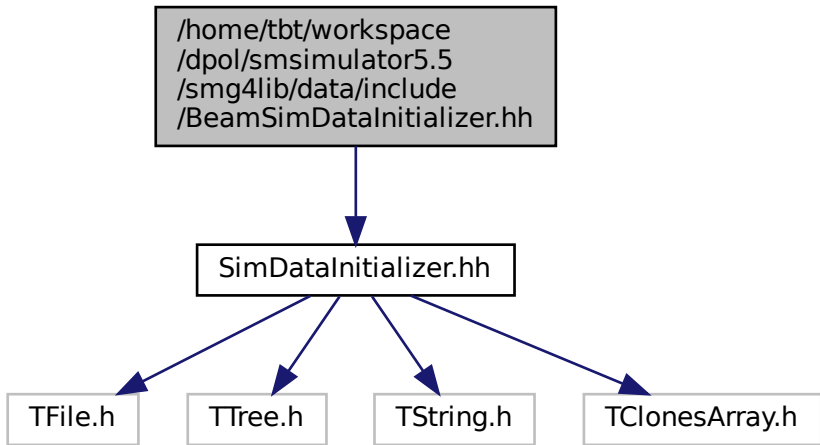 /home/tbt/workspace
/dpol/smsimulator5.5
/smg4lib/data/include
/BeamSimDataInitializer.hh
SimDataInitializer.hh
TFile.h
TTree.h
TString.h
TClonesArray.h